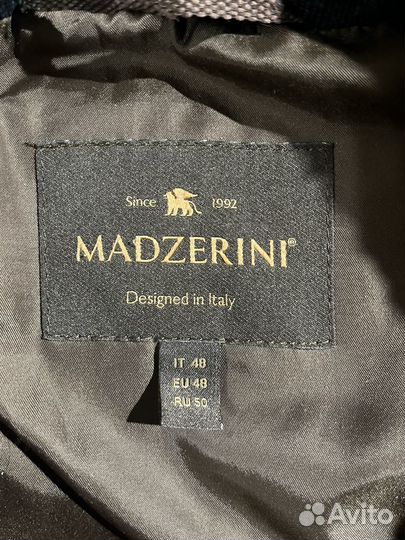 Since 1992
MADZERINI®
Designed in Italy
IT 48
EU 48
RU 50
Avito